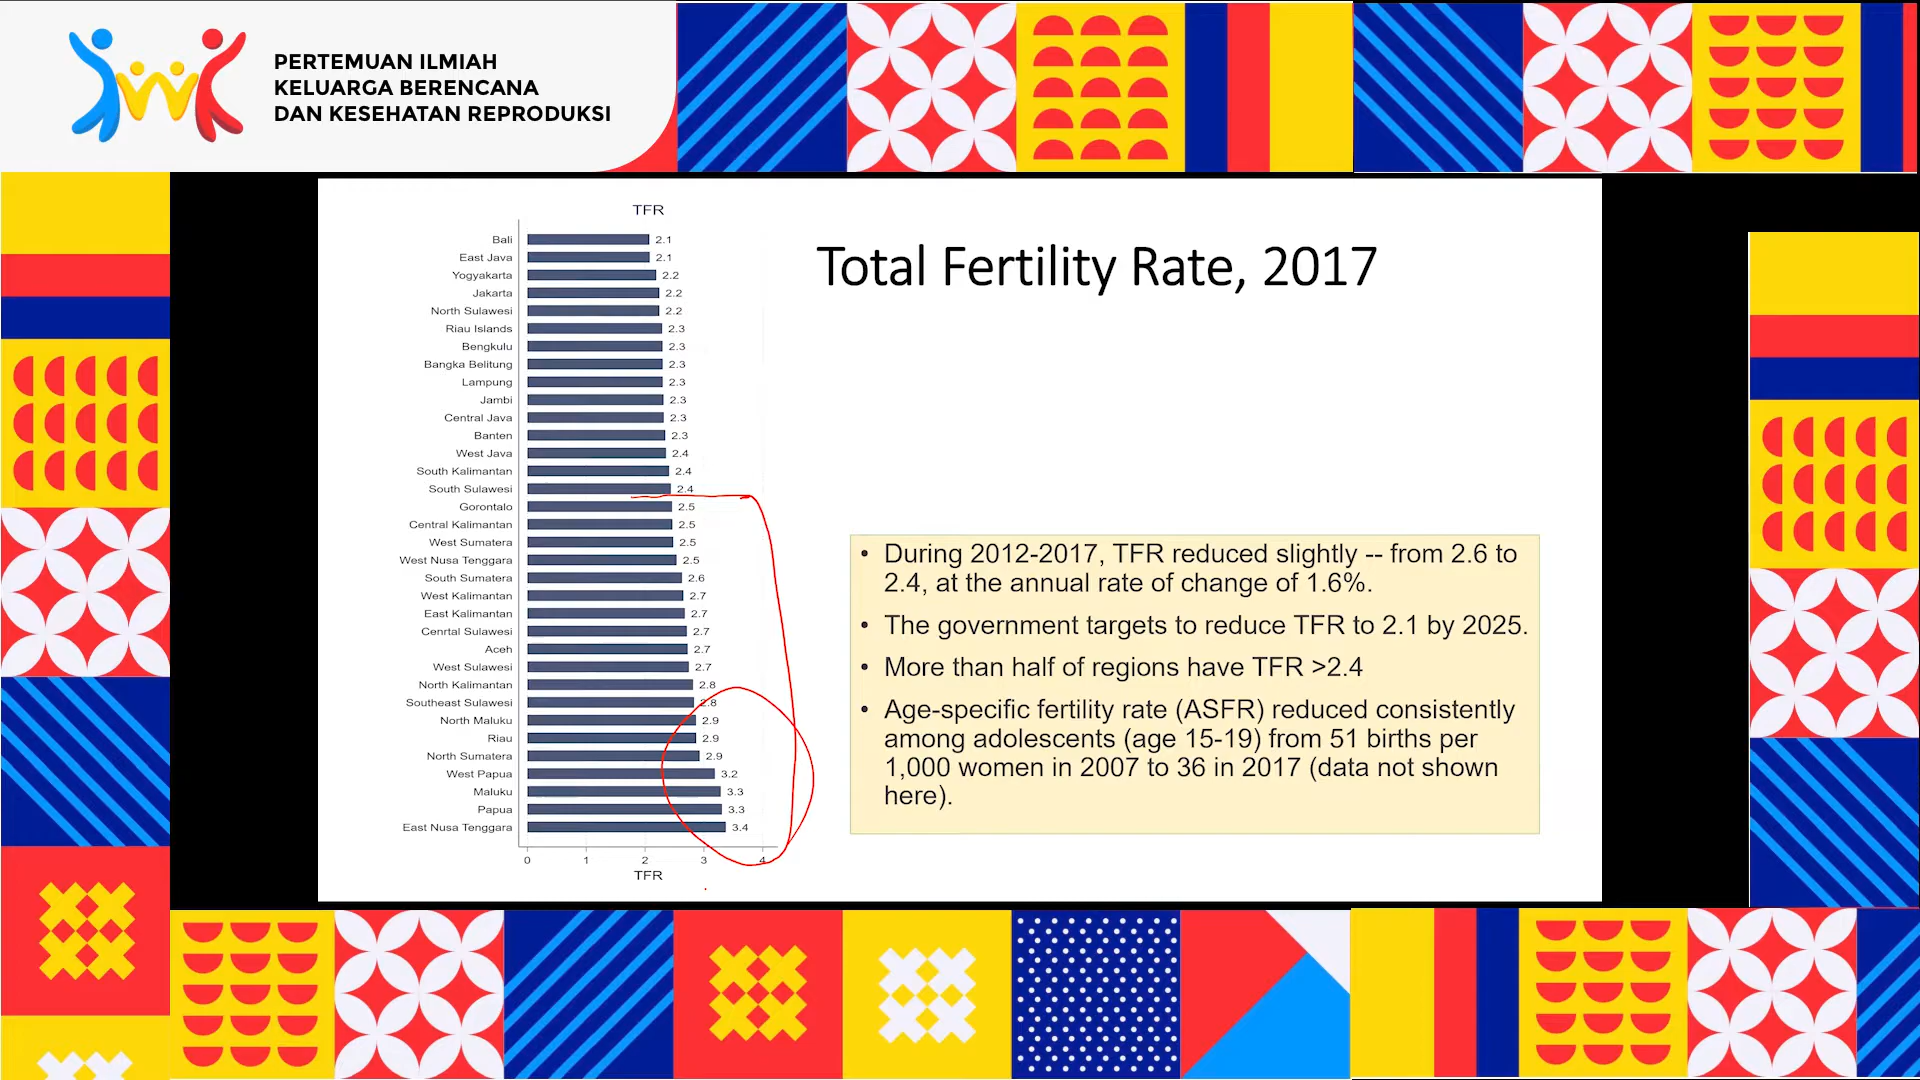 PERTEMUAN ILMIAH
KELUARGA BERENCANA
DAN KESEHATAN REPRODUKSI
TFR
Bali 2.1
East Java 2.1
Yogyakarta 2.2
Jakarta 2.2
North Sulawesi 2.2
Riau Islands 2.3
Bengkulu 2.3
Bangka Belitung 2.3
Lampung 2.3
Jambi 2.3
Central Java 2.3
Banten 2.3
West Java 2.4
South Kalimantan 2.4
South Sulawesi 2.4
Gorontalo 2.5
Central Kalimantan 2.5
West Sumatera 2.5
West Nusa Tenggara 2.5
South Sumatera 2.6
West Kalimantan 2.7
East Kalimantan 2.7
Cenrtal Sulawesi 2.7
Aceh 2.7
West Sulawesi 2.7
North Kalimantan 2.8
Southeast Sulawesi 2.8
North Maluku 2.9
Riau 2.9
North Sumatera 2.9
West Papua 3.2
Maluku 3.3
Papua 3.3
East Nusa Tenggara 3.4
0 1 2 3 4
TFR
Total Fertility Rate, 2017
• During 2012-2017, TFR reduced slightly -- from 2.6 to
2.4, at the annual rate of change of 1.6%.
• The government targets to reduce TFR to 2.1 by 2025.
• More than half of regions have TFR >2.4
• Age-specific fertility rate (ASFR) reduced consistently
among adolescents (age 15-19) from 51 births per
1,000 women in 2007 to 36 in 2017 (data not shown
here).